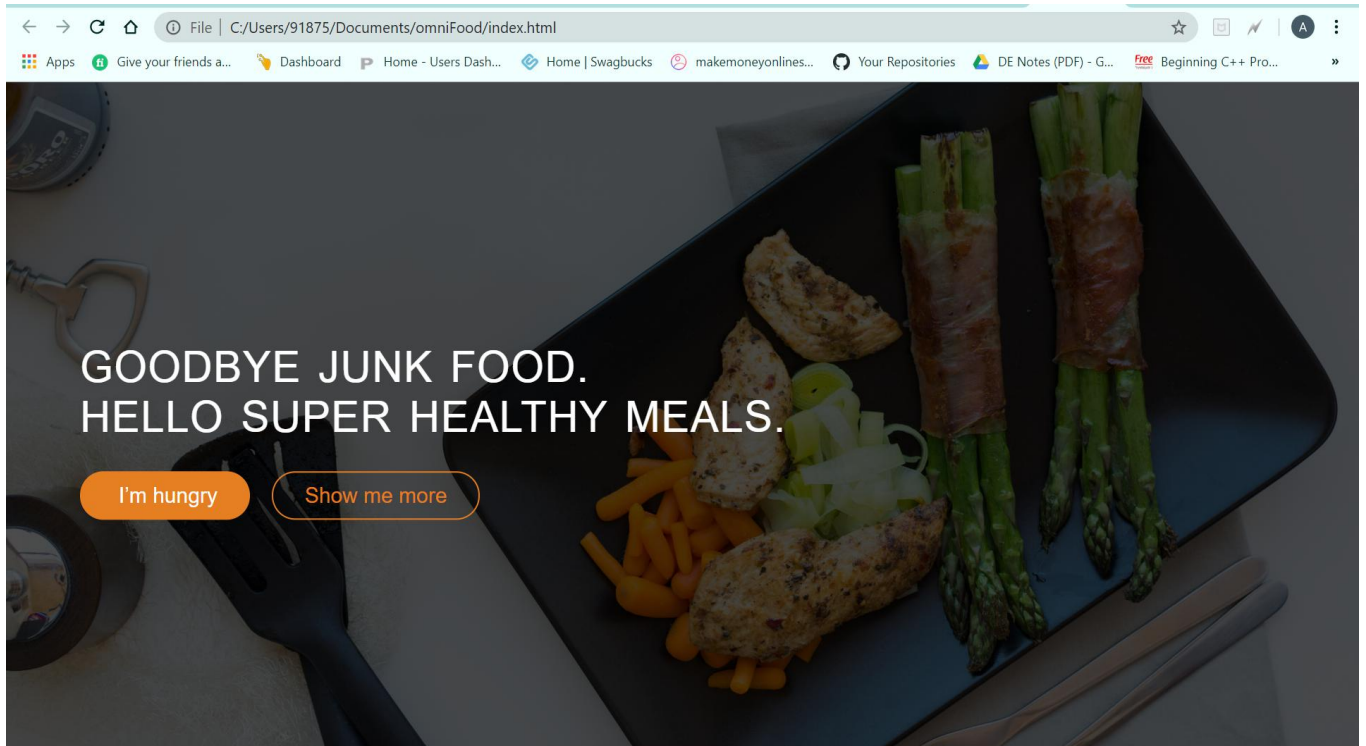 File | C:/Users/91875/Documents/omniFood/index.html
A
Apps
Give your friends a...
Dashboard
Home - Users Dash...
Home | Swagbucks
makemoneyonlines...
Your Repositories
DE Notes (PDF) - G...
Free
Beginning C++ Pro...
»
GOODBYE JUNK FOOD.
HELLO SUPER HEALTHY MEALS.
I'm hungry
Show me more